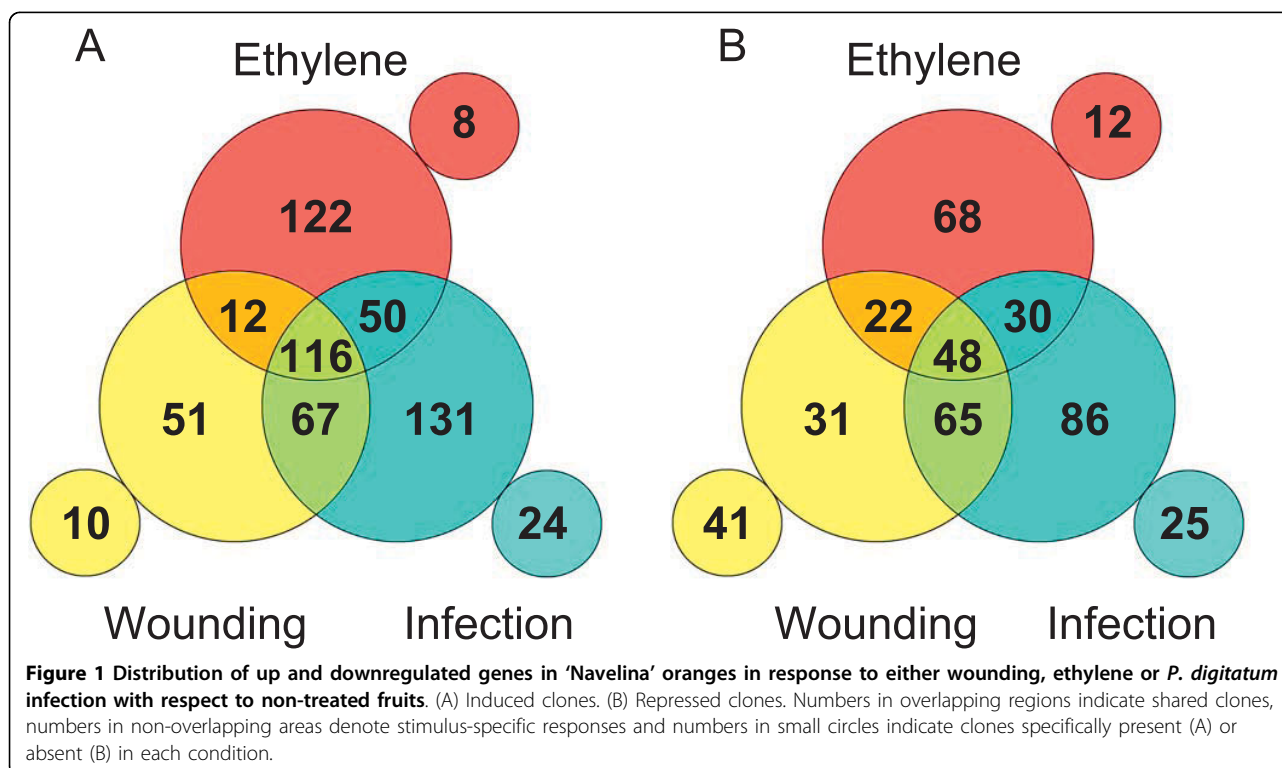 A
B
Ethylene
Ethylene
8
12
122
68
12
50
22
30
116
48
51
67
131
31
65
86
10
24
41
25
Wounding
Infection
Wounding
Infection
Figure 1 Distribution of up and downregulated genes in ‘Navelina’ oranges in response to either wounding, ethylene or P. digitatum
infection with respect to non-treated fruits. (A) Induced clones. (B) Repressed clones. Numbers in overlapping regions indicate shared clones,
numbers in non-overlapping areas denote stimulus-specific responses and numbers in small circles indicate clones specifically present (A) or
absent (B) in each condition.